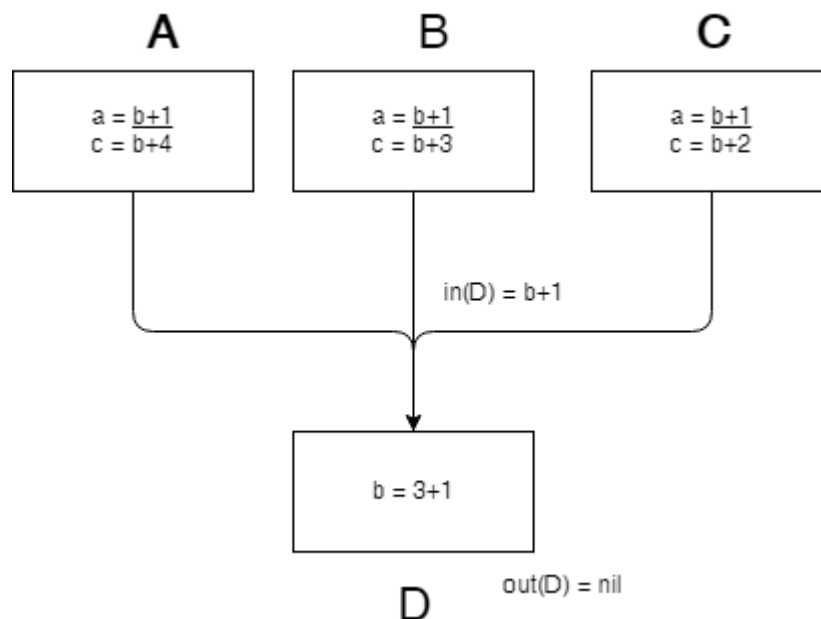 A
B
C
a = b+1
c = b+4
a = b+1
c = b+3
a = b+1
c = b+2
in(D) = b+1
b = 3+1
out(D) = nil
D